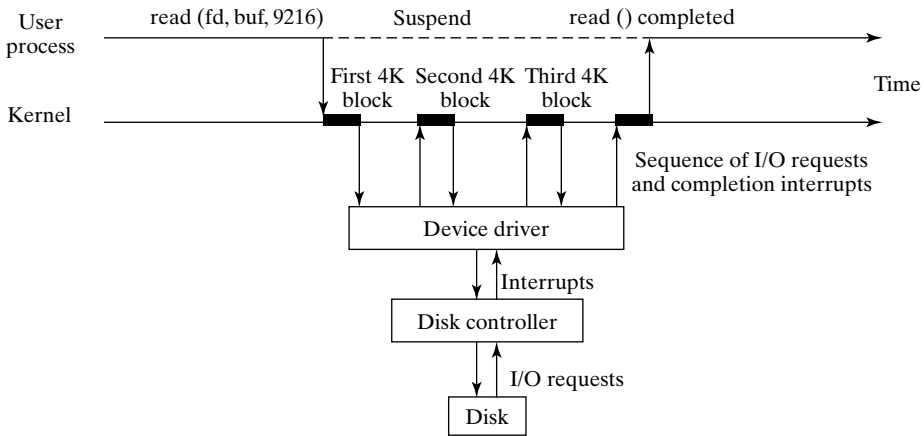 User
process
read (fd, buf, 9216)
Suspend
read () completed
First 4K
block
Second 4K
block
Third 4K
block
Time
Kernel
Sequence of I/O requests
and completion interrupts
Device driver
Interrupts
Disk controller
I/O requests
Disk